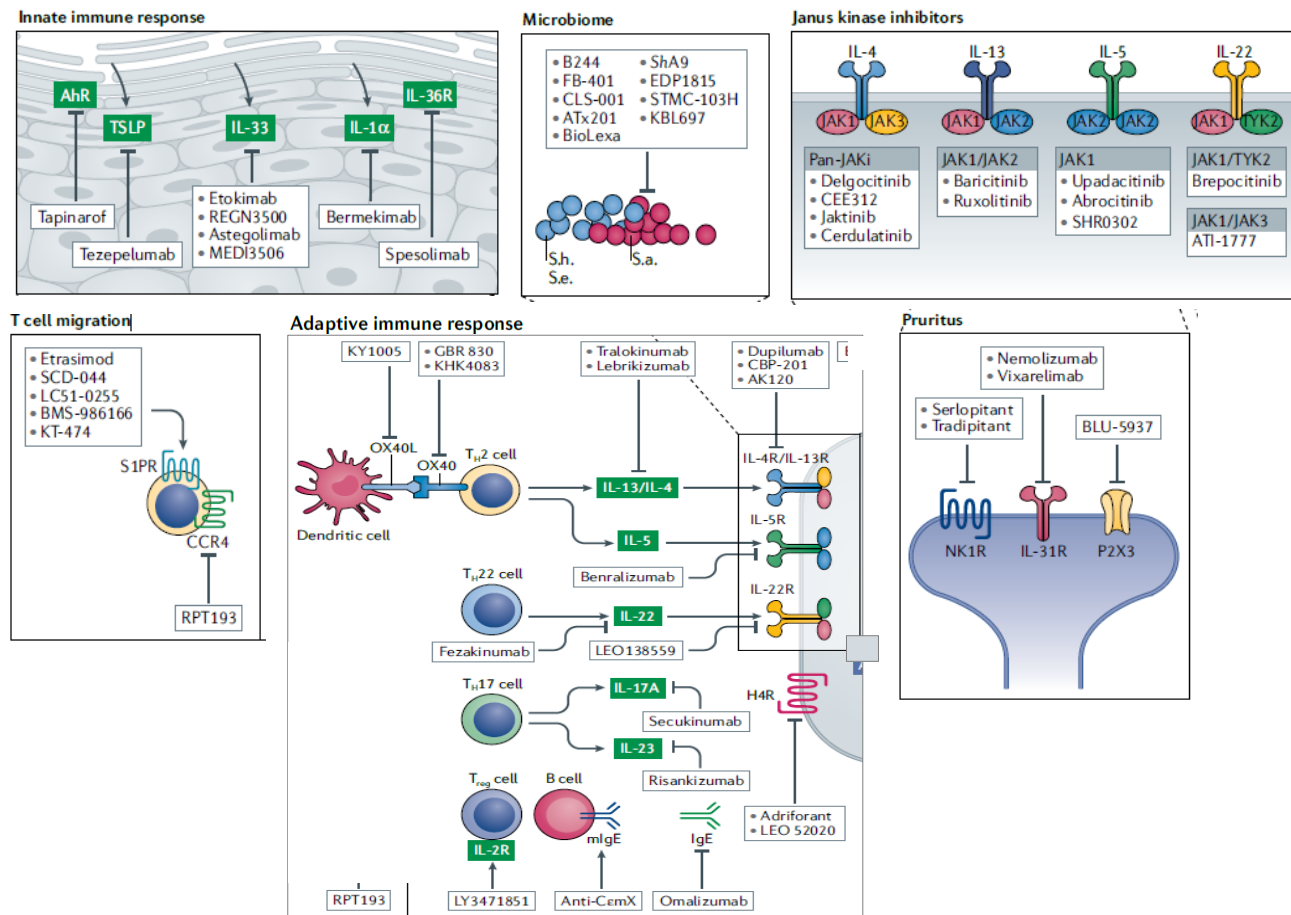 Innate immune response
AhR
TSLP
IL-33
IL-1α
IL-36R
Tapinarof
Tezepelumab
• Etokimab
• REGN3500
• Astegolimab
• MEDI3506
Bermekimab
Spesolimab
Microbiome
• B244
• FB-401
• CLS-001
• ATx201
• BioLexa
• ShA9
• EDP1815
• STMC-103H
• KBL697
S.h.
S.e.
S.a.
Janus kinase inhibitors
IL-4
IL-13
IL-5
IL-22
JAK1
JAK3
JAK1
JAK2
JAK2
JAK2
JAK1
TYK2
Pan-JAKi
• Delgocitinib
• CEE312
• Jaktinib
• Cerdulatinib
JAK1/JAK2
• Baricitinib
• Ruxolitinib
JAK1
• Upadacitinib
• Abrocitinib
• SHR0302
JAK1/TYK2
Brepocitinib
JAK1/JAK3
ATI-1777
T cell migration
• Etrasimod
• SCD-044
• LC51-0255
• BMS-986166
• KT-474
S1PR
CCR4
RPT193
Adaptive immune response
KY1005
• GBR 830
• KHK4083
• Tralokinumab
• Lebrikizumab
• Dupilumab
• CBP-201
• AK120
OX40L
OX40
TH2 cell
Dendritic cell
IL-13/IL-4
IL-4R/IL-13R
IL-5
IL-5R
Benralizumab
TH22 cell
IL-22
IL-22R
Fezakinumab
LEO138559
TH17 cell
IL-17A
Secukinumab
IL-23
Risankizumab
H4R
• Adriforant
• LEO 52020
Treg cell
IL-2R
B cell
mIgE
IgE
RPT193
LY3471851
Anti-CεmX
Omalizumab
Pruritus
• Nemolizumab
• Vixarelimab
• Serlopitant
• Tradipitant
BLU-5937
NK1R
IL-31R
P2X3